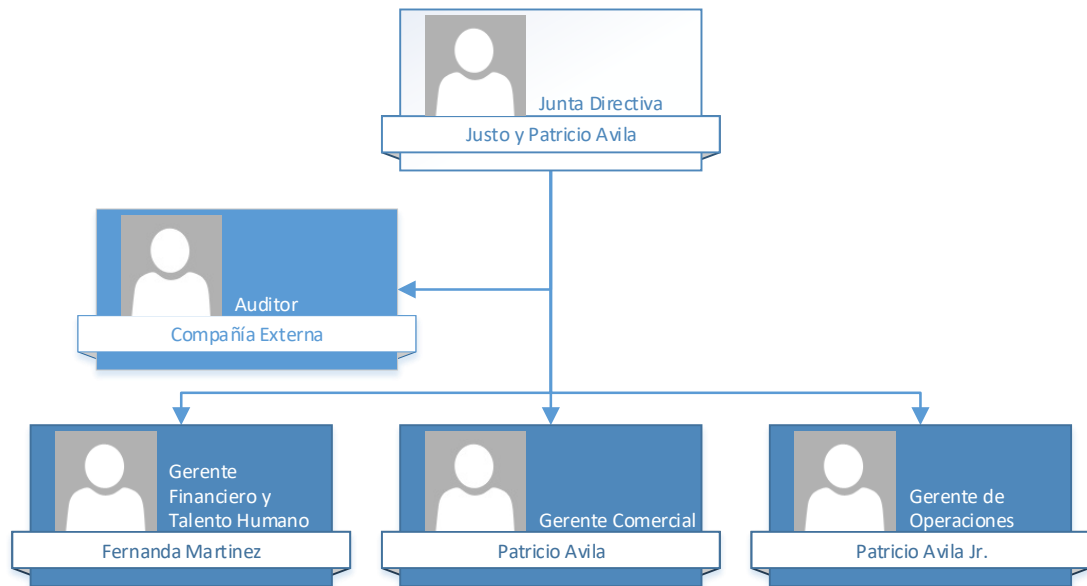 Junta Directiva
Justo y Patricio Avila
Auditor
Compañía Externa
Gerente
Financiero y
Talento Humano
Fernanda Martinez
Gerente Comercial
Patricio Avila
Gerente de
Operaciones
Patricio Avila Jr.